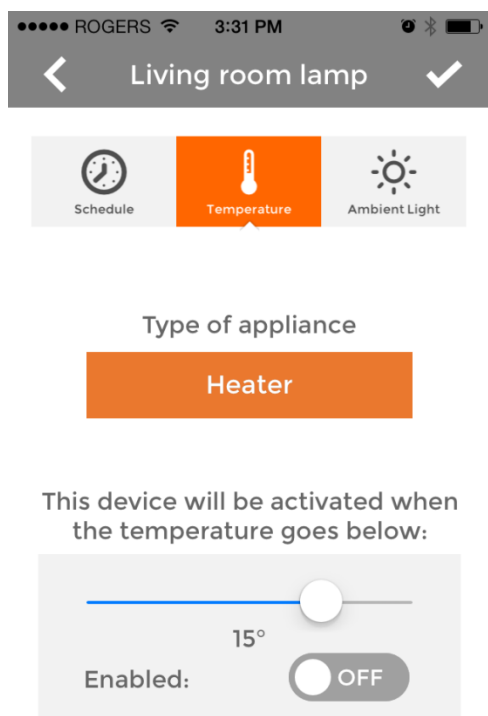 ROGERS 3:31 PM
Living room lamp
Schedule Temperature Ambient Light
Type of appliance
Heater
This device will be activated when
the temperature goes below:
15°
Enabled: OFF